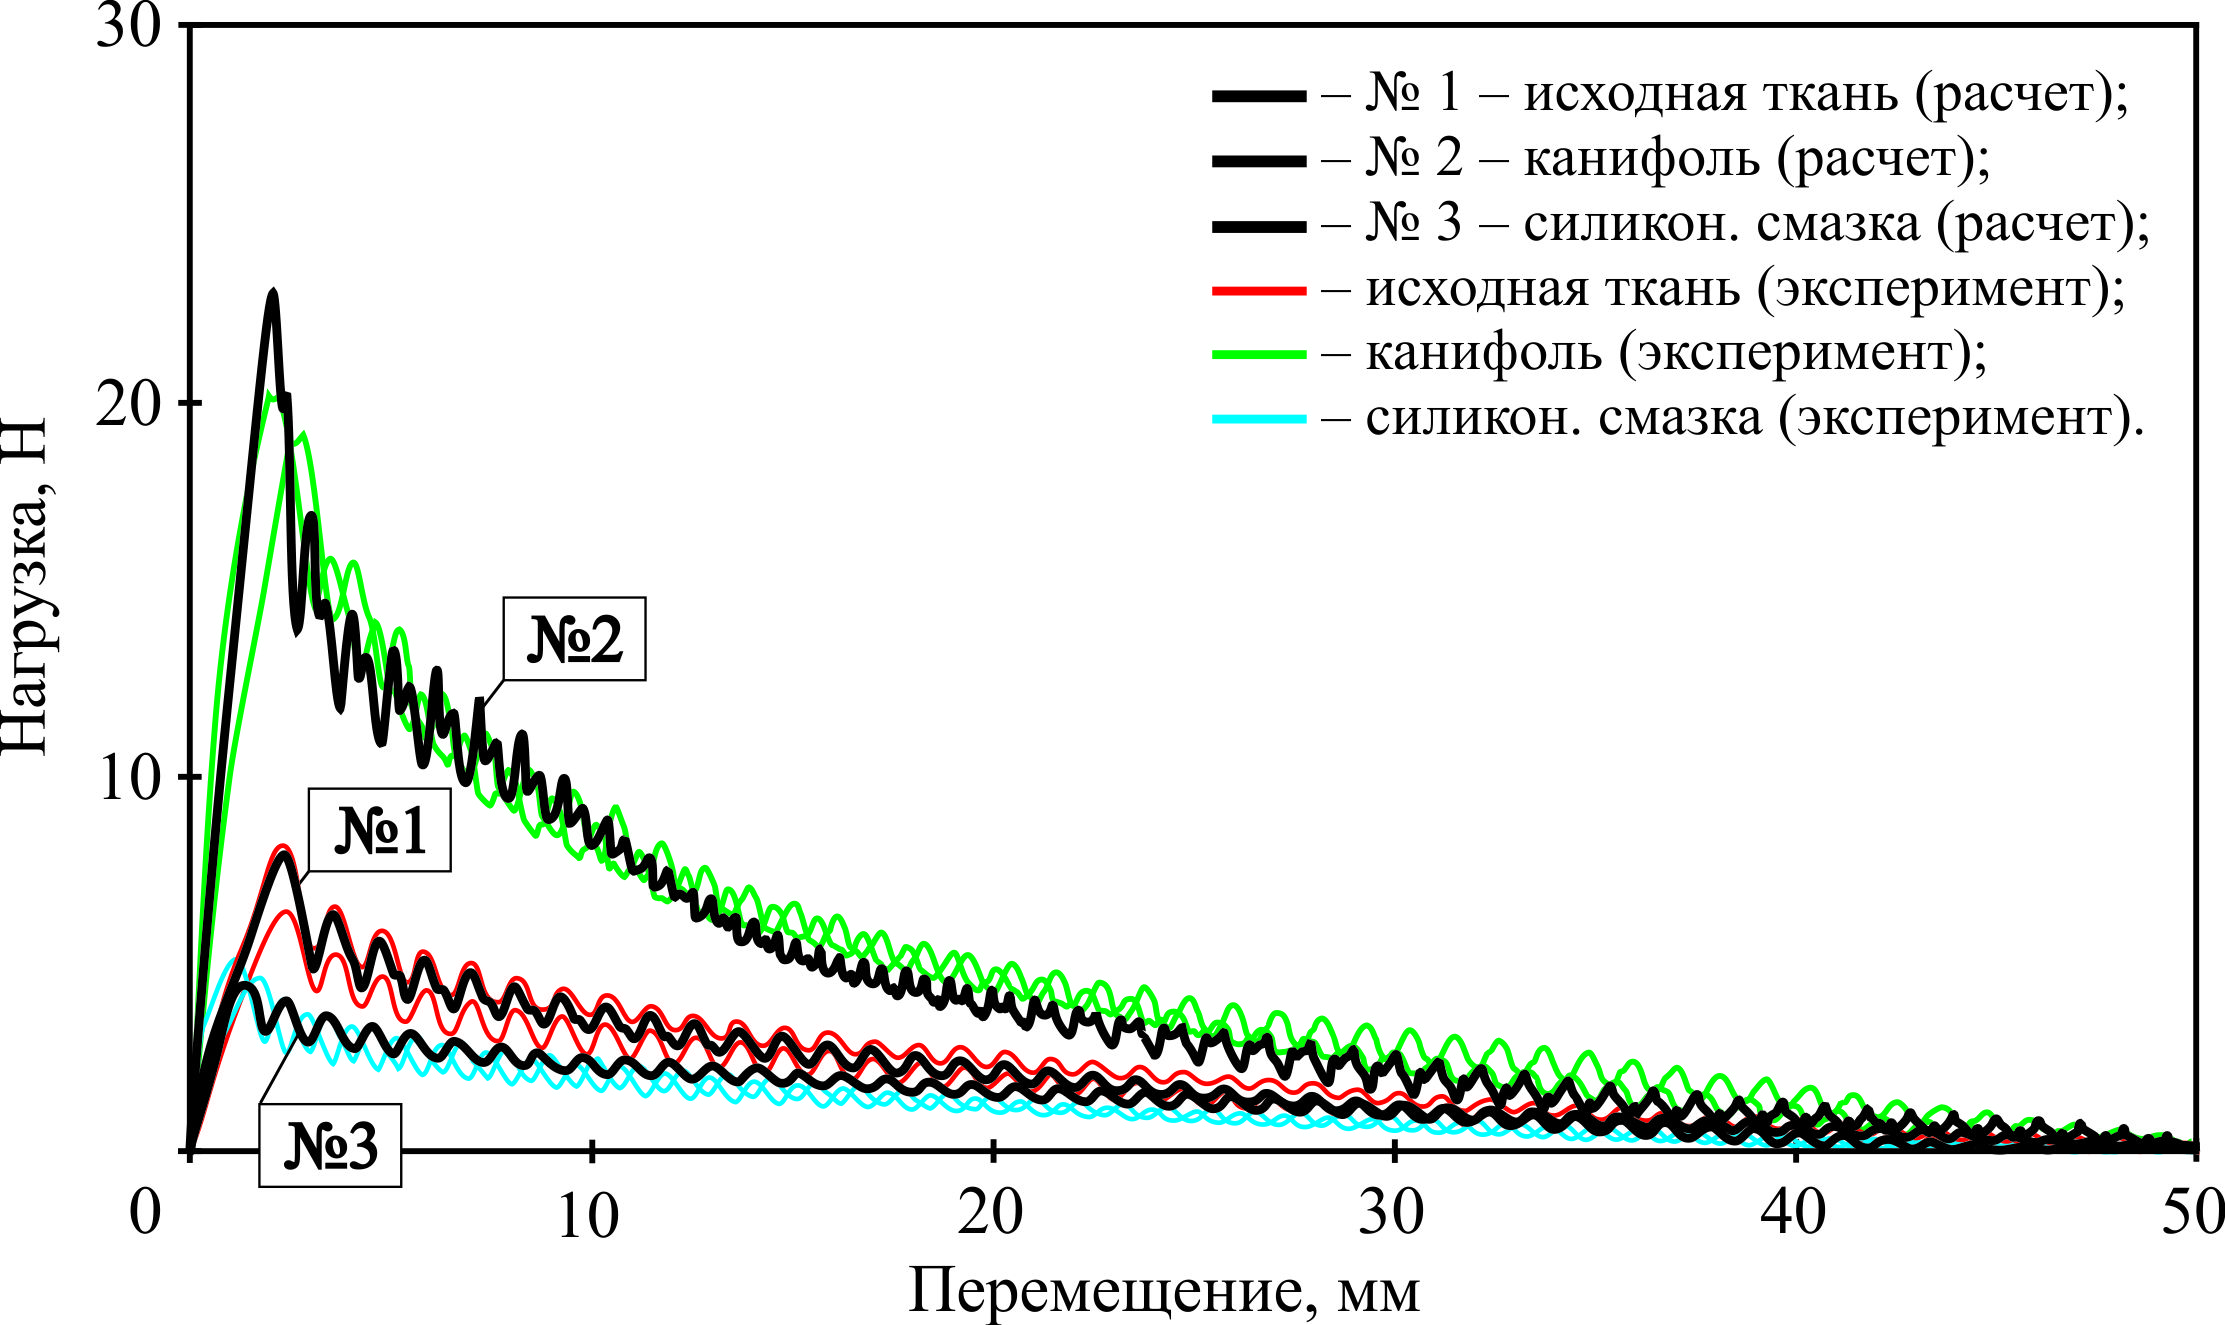 30
– № 1 – исходная ткань (расчет);
– № 2 – канифоль (расчет);
– № 3 – силикон. смазка (расчет);
– исходная ткань (эксперимент);
– канифоль (эксперимент);
– силикон. смазка (эксперимент).
20
Нагрузка, Н
№2
10
№1
№3
0 10 20 30 40 50
Перемещение, мм